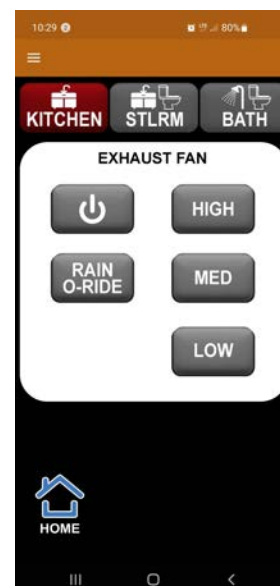 10:29
80%
KITCHEN STLRM BATH
EXHAUST FAN
HIGH
RAIN
O-RIDE
MED
LOW
HOME